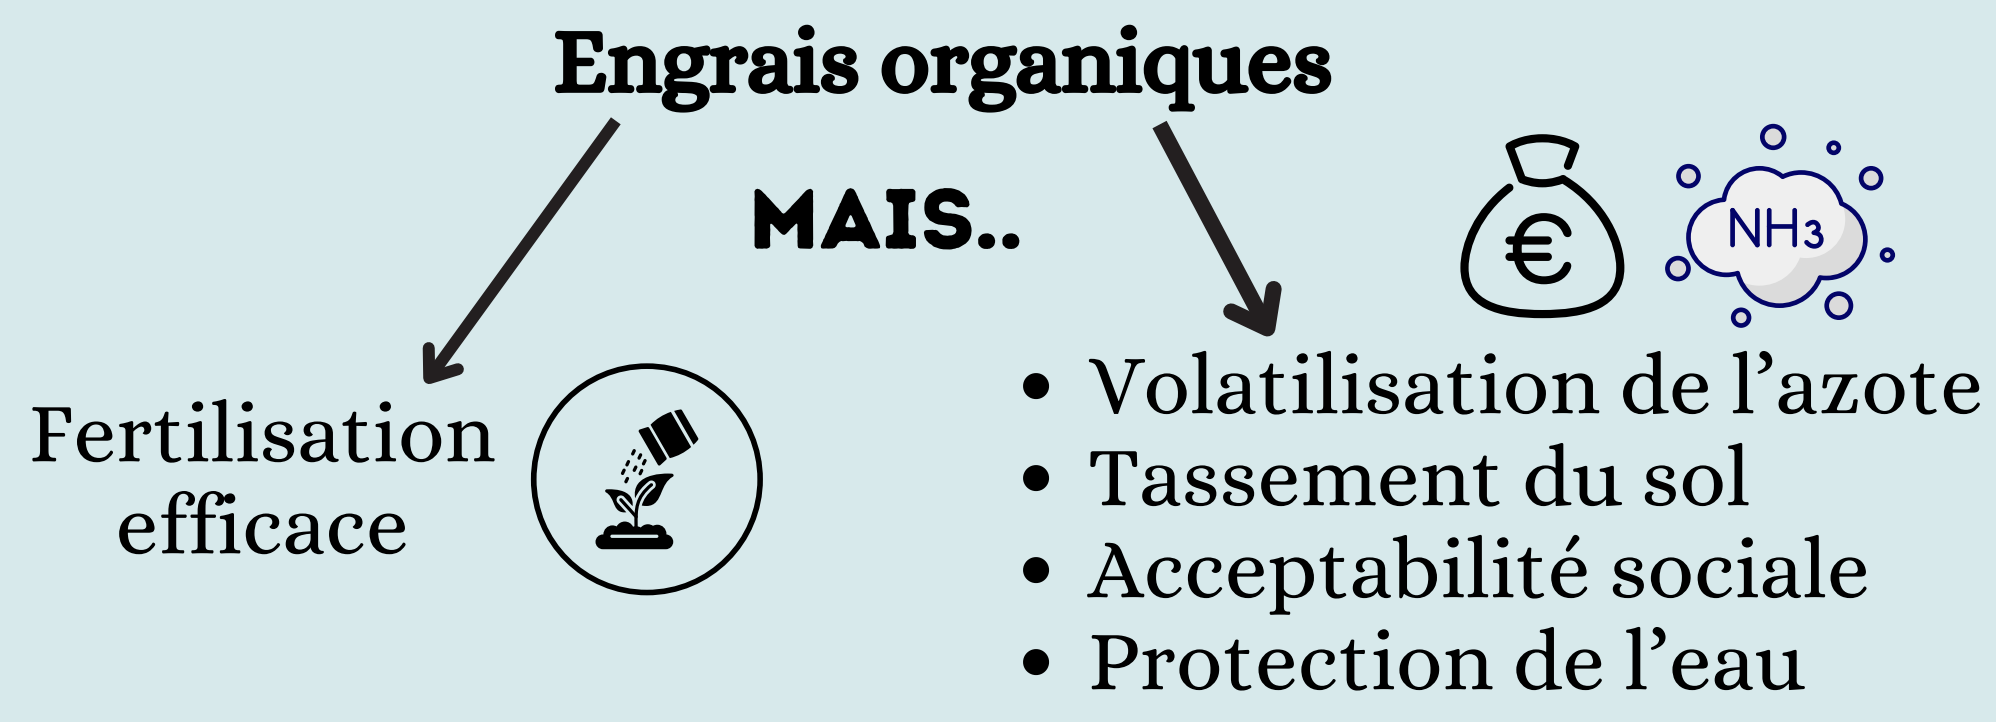 Engrais organiques
MAIS..
€
NH3
Fertilisation
efficace
• Volatilisation de l’azote
• Tassement du sol
• Acceptabilité sociale
• Protection de l’eau